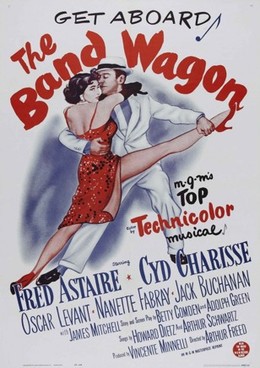 GET ABOARD
The
Band Wagon
m-g-m's
TOP
Color by
Technicolor
musical
Starring
FRED ASTAIRE * CYD CHARISSE
OSCAR LEVANT • NANETTE FABRAY • JACK BUCHANAN
with JAMES MITCHELL Story and Screen Play by BETTY COMDEN and ADOLPH GREEN
Songs by HOWARD DIETZ And ARTHUR SCHWARTZ
Produced by
Directed by
VINCENTE MINNELLI
ARTHUR FREED